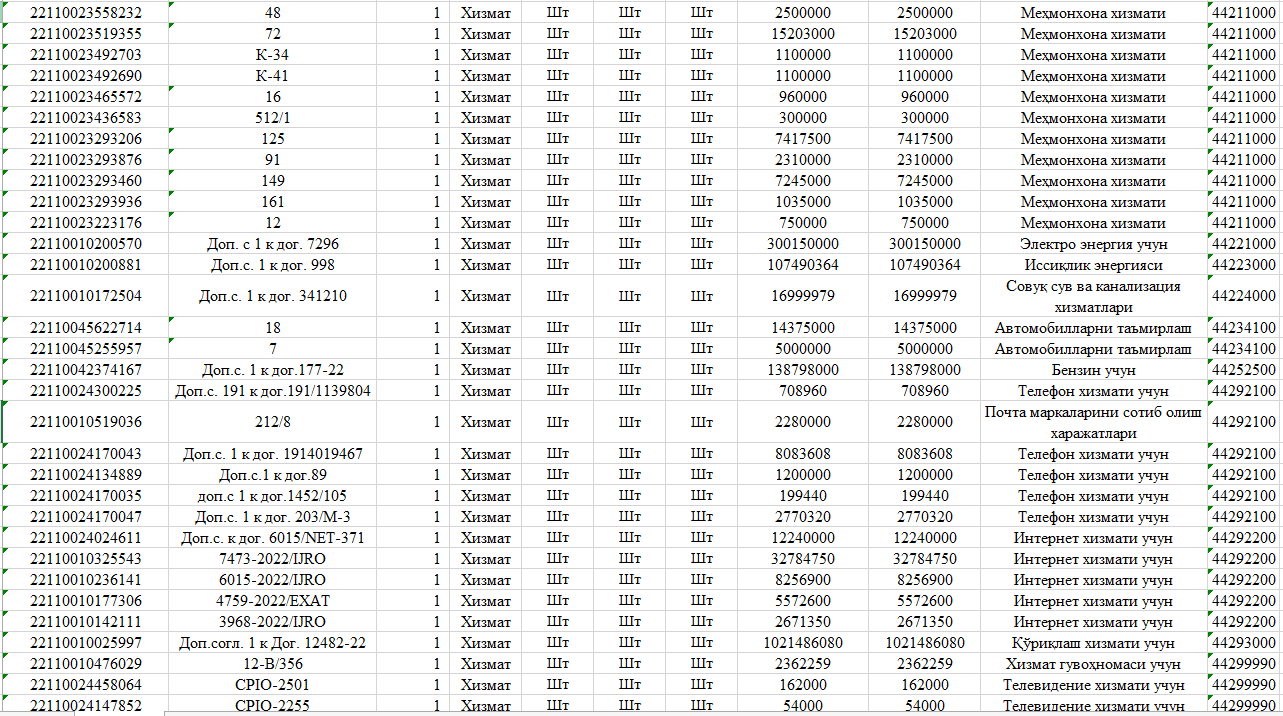 22110023558232 48 1 Хизмат Шт Шт Шт 2500000 2500000 Меҳмонхона хизмати 44211000
22110023519355 72 1 Хизмат Шт Шт Шт 15203000 15203000 Меҳмонхона хизмати 44211000
22110023492703 К-34 1 Хизмат Шт Шт Шт 1100000 1100000 Меҳмонхона хизмати 44211000
22110023492690 К-41 1 Хизмат Шт Шт Шт 1100000 1100000 Меҳмонхона хизмати 44211000
22110023465572 16 1 Хизмат Шт Шт Шт 960000 960000 Меҳмонхона хизмати 44211000
22110023436583 512/1 1 Хизмат Шт Шт Шт 300000 300000 Меҳмонхона хизмати 44211000
22110023293206 125 1 Хизмат Шт Шт Шт 7417500 7417500 Меҳмонхона хизмати 44211000
22110023293876 91 1 Хизмат Шт Шт Шт 2310000 2310000 Меҳмонхона хизмати 44211000
22110023293460 149 1 Хизмат Шт Шт Шт 7245000 7245000 Меҳмонхона хизмати 44211000
22110023293936 161 1 Хизмат Шт Шт Шт 1035000 1035000 Меҳмонхона хизмати 44211000
22110023223176 12 1 Хизмат Шт Шт Шт 750000 750000 Меҳмонхона хизмати 44211000
22110010200570 Доп. с 1 к дог. 7296 1 Хизмат Шт Шт Шт 300150000 300150000 Электро энергия учун 44221000
22110010200881 Доп.с. 1 к дог. 998 1 Хизмат Шт Шт Шт 107490364 107490364 Иссиқлик энергияси 44223000
22110010172504 Доп.с. 1 к дог. 341210 1 Хизмат Шт Шт Шт 16999979 16999979 Совуқ сув ва канализация
хизматлари 44224000
22110045622714 18 1 Хизмат Шт Шт Шт 14375000 14375000 Автомобилларни таъмирлаш 44234100
22110045255957 7 1 Хизмат Шт Шт Шт 5000000 5000000 Автомобилларни таъмирлаш 44234100
22110042374167 Доп.с. 1 к дог.177-22 1 Хизмат Шт Шт Шт 138798000 138798000 Бензин учун 44252500
22110024300225 Доп.с. 191 к дог.191/1139804 1 Хизмат Шт Шт Шт 708960 708960 Телефон хизмати учун 44292100
22110010519036 212/8 1 Хизмат Шт Шт Шт 2280000 2280000 Почта маркаларини сотиб олиш
харажатлари 44292100
22110024170043 Доп.с. 1 к дог. 1914019467 1 Хизмат Шт Шт Шт 8083608 8083608 Телефон хизмати учун 44292100
22110024134889 Доп.с.1 к дог.89 1 Хизмат Шт Шт Шт 1200000 1200000 Телефон хизмати учун 44292100
22110024170035 доп.с 1 к дог.1452/105 1 Хизмат Шт Шт Шт 199440 199440 Телефон хизмати учун 44292100
22110024170047 Доп.с. 1 к дог. 203/М-3 1 Хизмат Шт Шт Шт 2770320 2770320 Телефон хизмати учун 44292100
22110024024611 Доп.с. к дог. 6015/NET-371 1 Хизмат Шт Шт Шт 12240000 12240000 Интернет хизмати учун 44292200
22110010325543 7473-2022/IJRO 1 Хизмат Шт Шт Шт 32784750 32784750 Интернет хизмати учун 44292200
22110010236141 6015-2022/IJRO 1 Хизмат Шт Шт Шт 8256900 8256900 Интернет хизмати учун 44292200
22110010177306 4759-2022/EXAT 1 Хизмат Шт Шт Шт 5572600 5572600 Интернет хизмати учун 44292200
22110010142111 3968-2022/IJRO 1 Хизмат Шт Шт Шт 2671350 2671350 Интернет хизмати учун 44292200
22110010025997 Доп.согл. 1 к Дог. 12482-22 1 Хизмат Шт Шт Шт 1021486080 1021486080 Қўриқлаш хизмати учун 44293000
22110010476029 12-В/356 1 Хизмат Шт Шт Шт 2362259 2362259 Хизмат гувоҳномаси учун 44299990
22110024458064 CPIO-2501 1 Хизмат Шт Шт Шт 162000 162000 Телевидение хизмати учун 44299990
22110024147852 CPIO-2255 1 Хизмат Шт Шт Шт 54000 54000 Телевидение хизмати учун 44299990